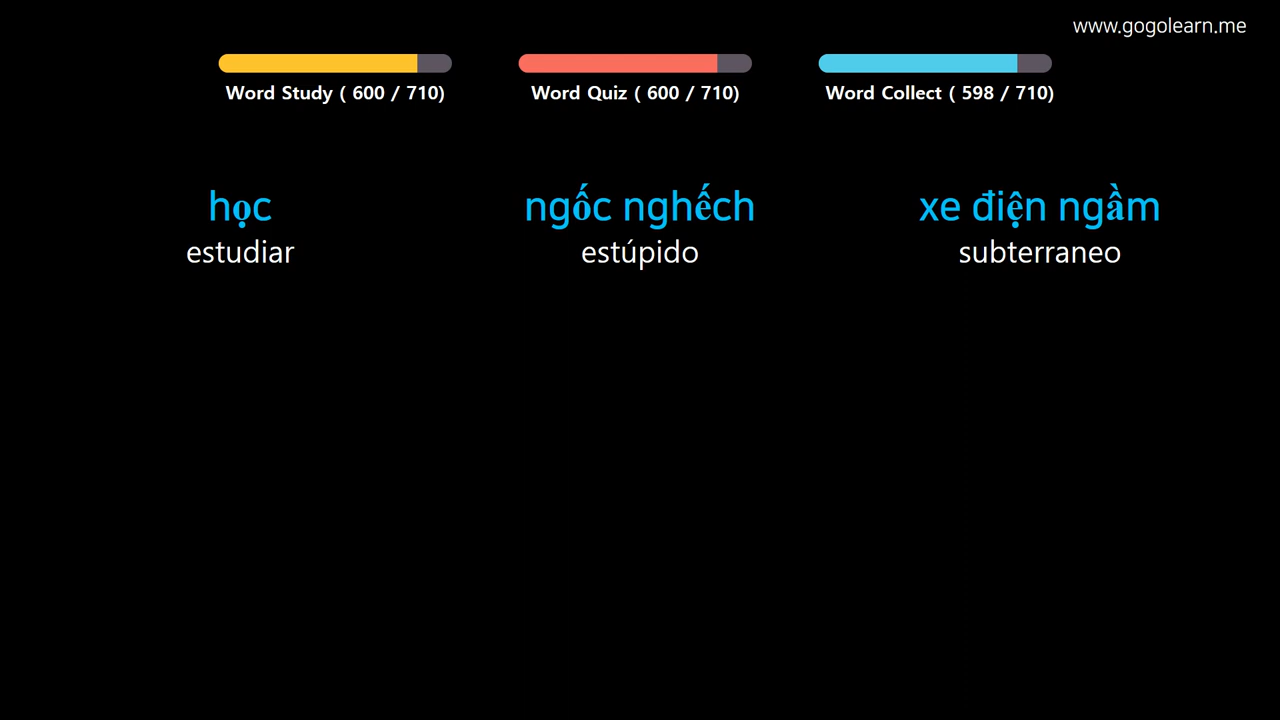 www.gogolearn.me
Word Study ( 600 / 710)
Word Quiz ( 600 / 710)
Word Collect ( 598 / 710)
học
estudiar
ngốc nghếch
estúpido
xe điện ngầm
subterraneo